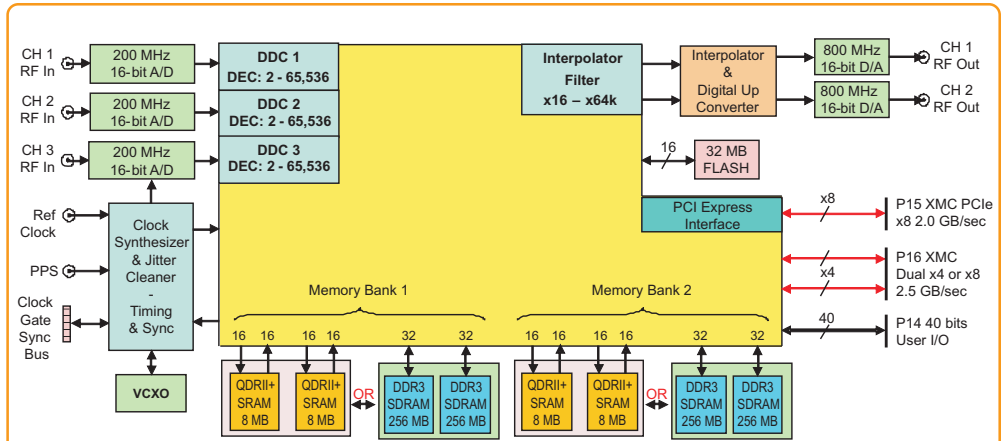 CH 1
RF In
200 MHz
16-bit A/D
DDC 1
DEC: 2 - 65,536
CH 2
RF In
200 MHz
16-bit A/D
DDC 2
DEC: 2 - 65,536
CH 3
RF In
200 MHz
16-bit A/D
DDC 3
DEC: 2 - 65,536
Interpolator
Filter
x16 – x64k
Interpolator
&
Digital Up
Converter
800 MHz
16-bit D/A
CH 1
RF Out
800 MHz
16-bit D/A
CH 2
RF Out
16
32 MB
FLASH
Ref
Clock
PPS
Clock
Gate
Sync
Bus
Clock
Synthesizer
& Jitter
Cleaner
-
Timing
& Sync
VCXO
PCI Express
Interface
x8
P15 XMC PCIe
x8 2.0 GB/sec
x4
P16 XMC
Dual x4 or x8
2.5 GB/sec
40
P14 40 bits
User I/O
Memory Bank 1
16 16 16 16 32 32
QDRII+
SRAM
8 MB
QDRII+
SRAM
8 MB
OR
DDR3
SDRAM
256 MB
DDR3
SDRAM
256 MB
Memory Bank 2
16 16 16 16 32 32
QDRII+
SRAM
8 MB
QDRII+
SRAM
8 MB
OR
DDR3
SDRAM
256 MB
DDR3
SDRAM
256 MB